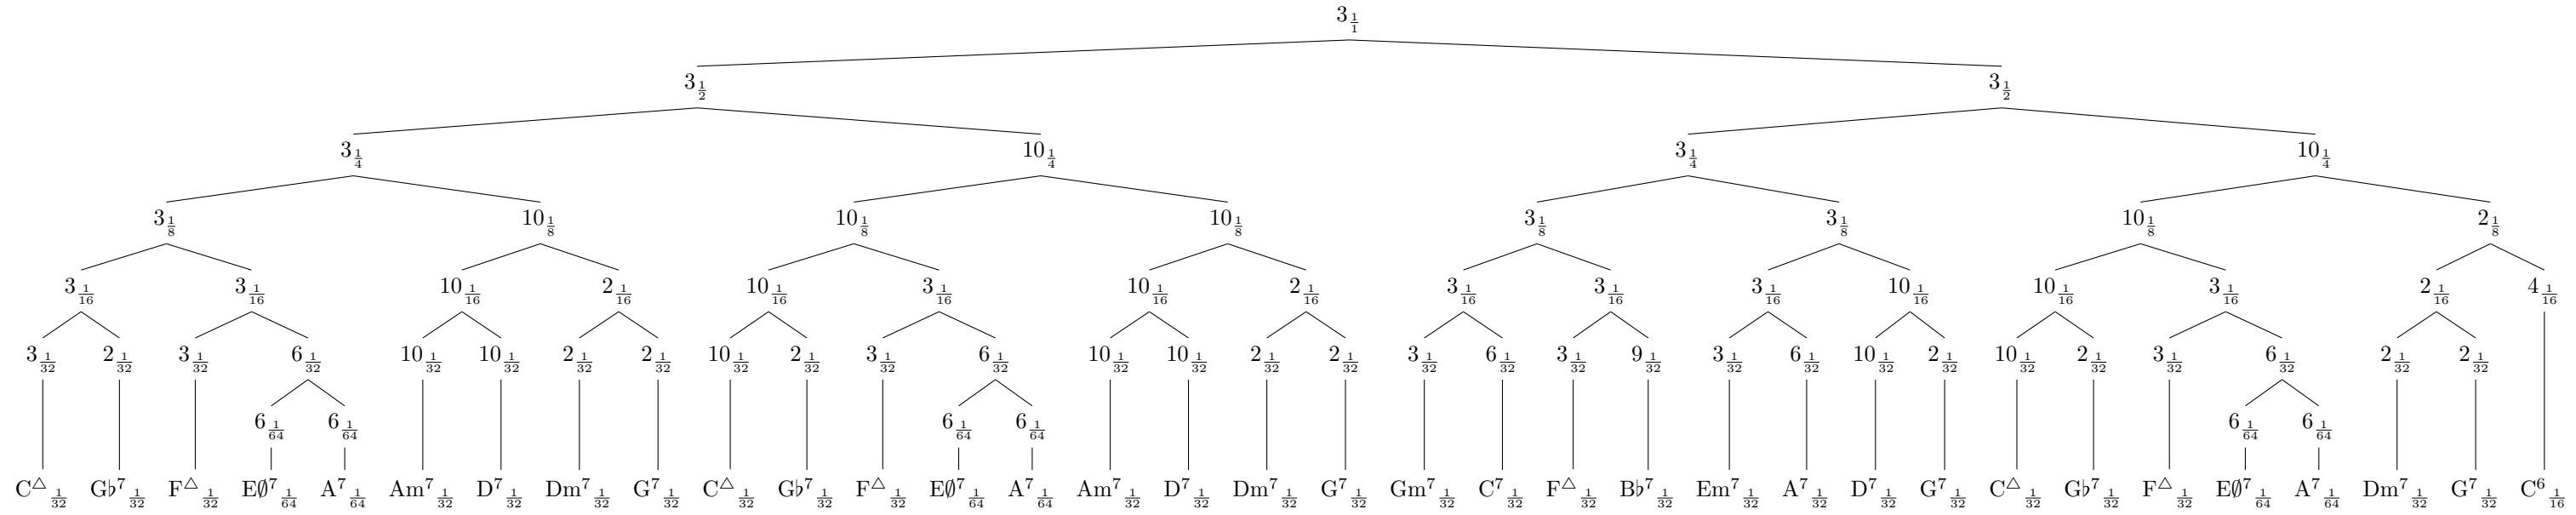 3 1/1
3 1/2 3 1/2
3 1/4 10 1/4 3 1/4 10 1/4
3 1/8 10 1/8 10 1/8 10 1/8 3 1/8 3 1/8 10 1/8 2 1/8
3 1/16 3 1/16 10 1/16 2 1/16 10 1/16 3 1/16 10 1/16 2 1/16 3 1/16 3 1/16 3 1/16 10 1/16 10 1/16 3 1/16 2 1/16 4 1/16
3 1/32 2 1/32 3 1/32 6 1/32 10 1/32 10 1/32 2 1/32 2 1/32 10 1/32 2 1/32 3 1/32 6 1/32 10 1/32 10 1/32 2 1/32 2 1/32 3 1/32 6 1/32 3 1/32 9 1/32 3 1/32 6 1/32 10 1/32 2 1/32 10 1/32 2 1/32 3 1/32 6 1/32 2 1/32 2 1/32
6 1/64 6 1/64 6 1/64 6 1/64 6 1/64 6 1/64
C△ 1/32 G♭⁷ 1/32 F△ 1/32 E∅⁷ 1/64 A⁷ 1/64 Am⁷ 1/32 D⁷ 1/32 Dm⁷ 1/32 G⁷ 1/32 C△ 1/32 G♭⁷ 1/32 F△ 1/32 E∅⁷ 1/64 A⁷ 1/64 Am⁷ 1/32 D⁷ 1/32 Dm⁷ 1/32 G⁷ 1/32 Gm⁷ 1/32 C⁷ 1/32 F△ 1/32 B♭⁷ 1/32 Em⁷ 1/32 A⁷ 1/32 D⁷ 1/32 G⁷ 1/32 C△ 1/32 G♭⁷ 1/32 F△ 1/32 E∅⁷ 1/64 A⁷ 1/64 Dm⁷ 1/32 G⁷ 1/32 C⁶ 1/16